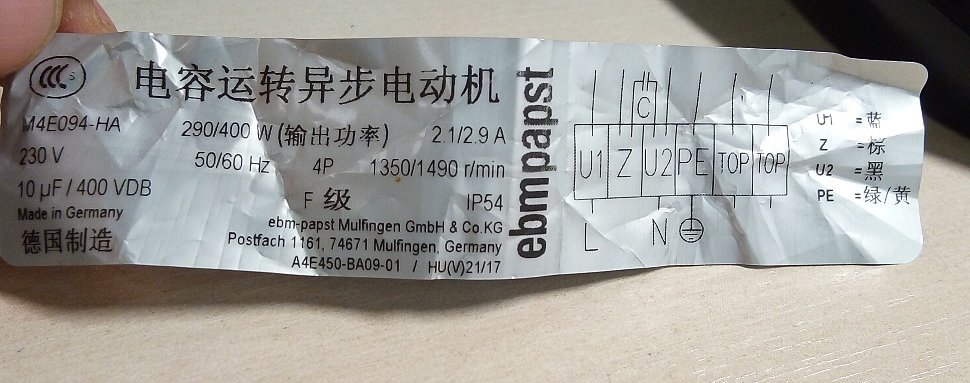 CCC S
电容运转异步电动机
M4E094-HA 290/400 W (输出功率) 2.1/2.9 A
230 V 50/60 Hz 4P 1350/1490 r/min
10 µF / 400 VDB F 级 IP54
Made in Germany
德国制造
ebm-papst Mulfingen GmbH & Co.KG
Postfach 1161, 74671 Mulfingen, Germany
A4E450-BA09-01 / HU(V)21/17
ebmpapst
C
U1 Z U2 PE TOP TOP
L N
U1 = 蓝
Z = 棕
U2 = 黑
PE = 绿/黄